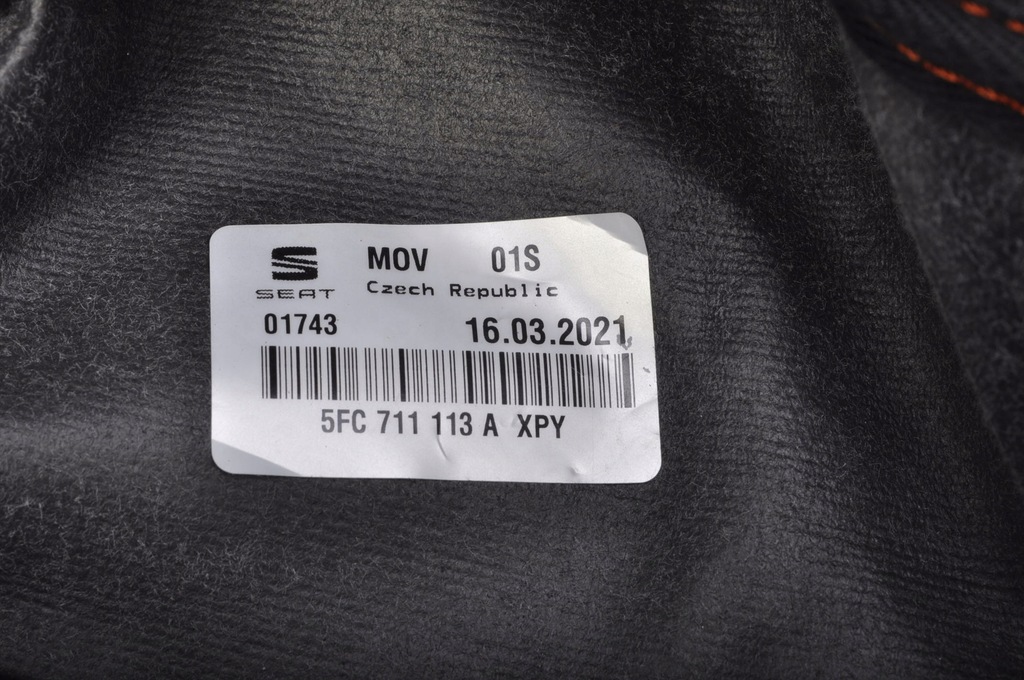 MOV 01S
SEAT Czech Republic
01743 16.03.2021
5FC 711 113 A XPY